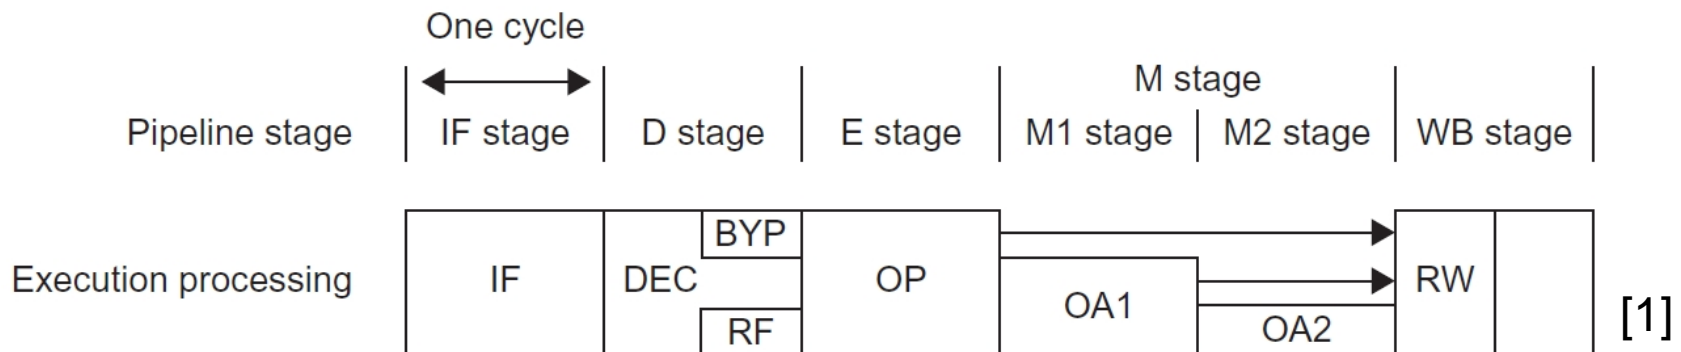 One cycle
M stage
Pipeline stage IF stage D stage E stage M1 stage M2 stage WB stage
BYP
Execution processing IF DEC OP RW
OA1
RF OA2
[1]